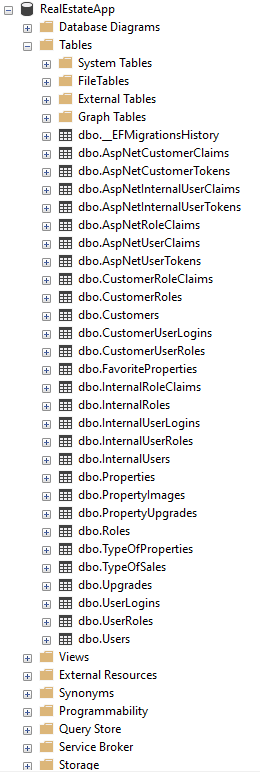 RealEstateApp
Database Diagrams
Tables
System Tables
FileTables
External Tables
Graph Tables
dbo.__EFMigrationsHistory
dbo.AspNetCustomerClaims
dbo.AspNetCustomerTokens
dbo.AspNetInternalUserClaims
dbo.AspNetInternalUserTokens
dbo.AspNetRoleClaims
dbo.AspNetUserClaims
dbo.AspNetUserTokens
dbo.CustomerRoleClaims
dbo.CustomerRoles
dbo.Customers
dbo.CustomerUserLogins
dbo.CustomerUserRoles
dbo.FavoriteProperties
dbo.InternalRoleClaims
dbo.InternalRoles
dbo.InternalUserLogins
dbo.InternalUserRoles
dbo.InternalUsers
dbo.Properties
dbo.PropertyImages
dbo.PropertyUpgrades
dbo.Roles
dbo.TypeOfProperties
dbo.TypeOfSales
dbo.Upgrades
dbo.UserLogins
dbo.UserRoles
dbo.Users
Views
External Resources
Synonyms
Programmability
Query Store
Service Broker
Storage